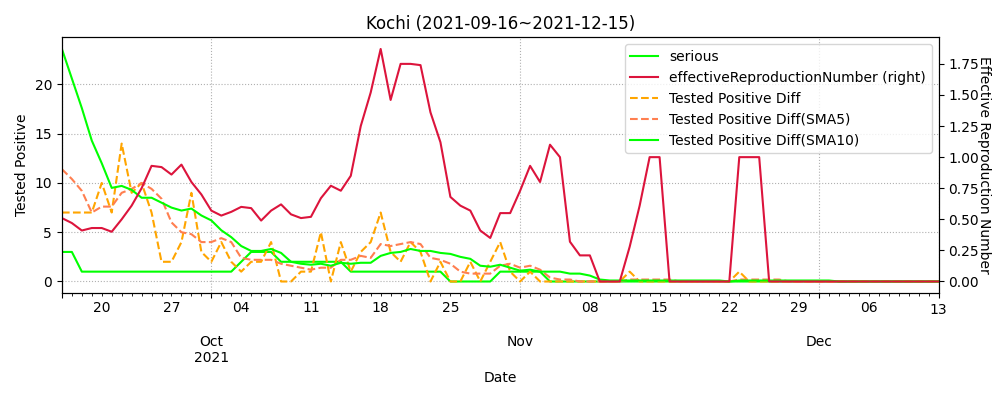 Kochi (2021-09-16~2021-12-15)
serious
effectiveReproductionNumber (right)
Tested Positive Diff
Tested Positive Diff(SMA5)
Tested Positive Diff(SMA10)
Tested Positive
20
15
10
5
0
Effective Reproduction Number
1.75
1.50
1.25
1.00
0.75
0.50
0.25
0.00
20 27 04 11 18 25 08 15 22 29 06 13
Oct Nov Dec
2021
Date